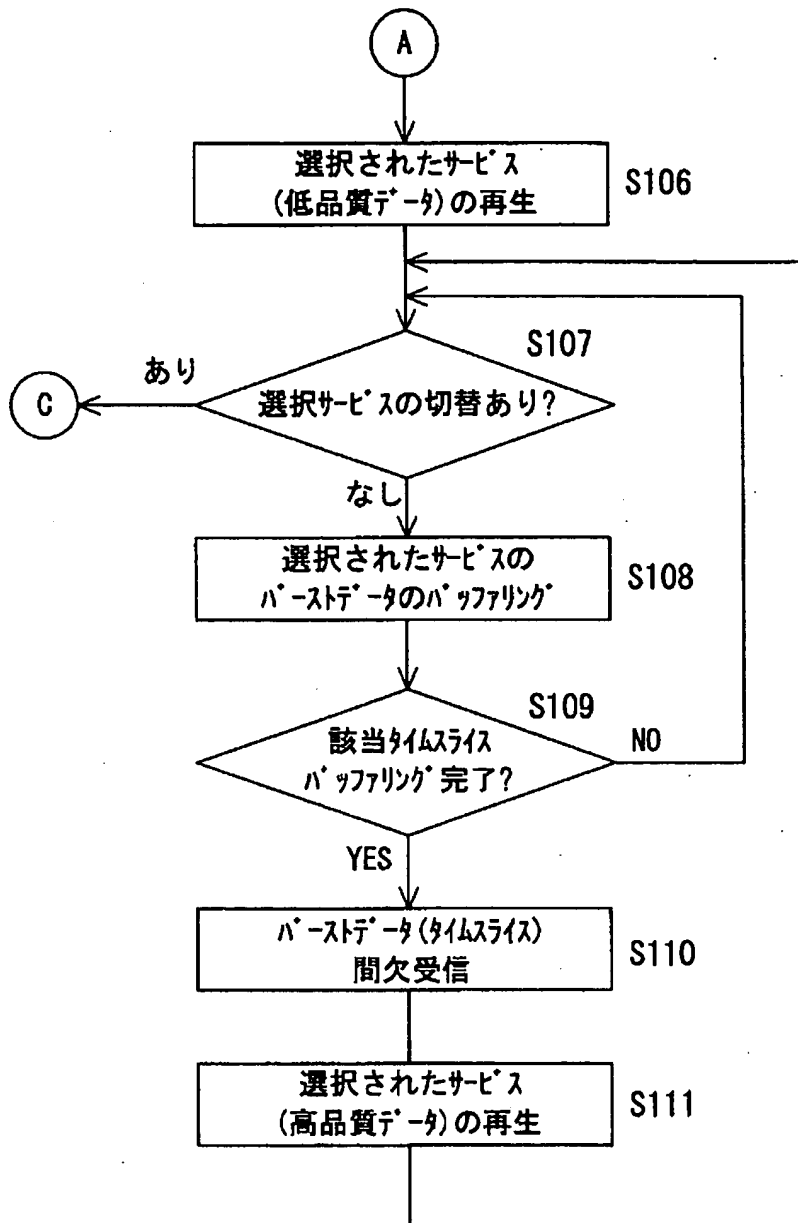 A
選択されたｻｰﾋﾞｽ
(低品質ﾃﾞｰﾀ)の再生
S106
S107
あり
C
選択ｻｰﾋﾞｽの切替あり?
なし
選択されたｻｰﾋﾞｽの
ﾊﾞｰｽﾄﾃﾞｰﾀのﾊﾞｯﾌｧﾘﾝｸﾞ
S108
S109
該当ﾀｲﾑｽﾗｲｽ
ﾊﾞｯﾌｧﾘﾝｸﾞ完了?
NO
YES
ﾊﾞｰｽﾄﾃﾞｰﾀ(ﾀｲﾑｽﾗｲｽ)
間欠受信
S110
選択されたｻｰﾋﾞｽ
(高品質ﾃﾞｰﾀ)の再生
S111